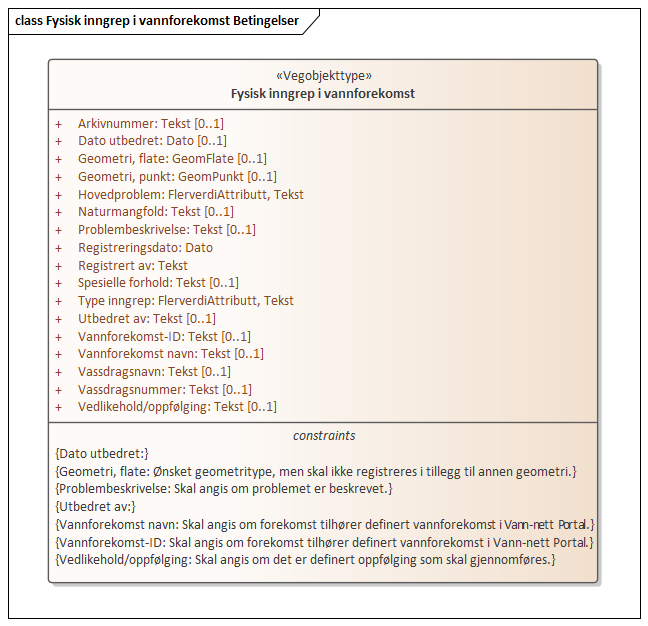 class Fysisk inngrep i vannforekomst Betingelser
«Vegobjekttype»
Fysisk inngrep i vannforekomst
+ Arkivnummer: Tekst [0..1]
+ Dato utbedret: Dato [0..1]
+ Geometri, flate: GeomFlate [0..1]
+ Geometri, punkt: GeomPunkt [0..1]
+ Hovedproblem: FlerverdiAttributt, Tekst
+ Naturmangfold: Tekst [0..1]
+ Problembeskrivelse: Tekst [0..1]
+ Registreringsdato: Dato
+ Registrert av: Tekst
+ Spesielle forhold: Tekst [0..1]
+ Type inngrep: FlerverdiAttributt, Tekst
+ Utbedret av: Tekst [0..1]
+ Vannforekomst-ID: Tekst [0..1]
+ Vannforekomst navn: Tekst [0..1]
+ Vassdragsnavn: Tekst [0..1]
+ Vassdragsnummer: Tekst [0..1]
+ Vedlikehold/oppfølging: Tekst [0..1]
constraints
{Dato utbedret:}
{Geometri, flate: Ønsket geometritype, men skal ikke registreres i tillegg til annen geometri.}
{Problembeskrivelse: Skal angis om problemet er beskrevet.}
{Utbedret av:}
{Vannforekomst navn: Skal angis om forekomst tilhører definert vannforekomst i Vann-nett Portal.}
{Vannforekomst-ID: Skal angis om forekomst tilhører definert vannforekomst i Vann-nett Portal.}
{Vedlikehold/oppfølging: Skal angis om det er definert oppfølging som skal gjennomføres.}